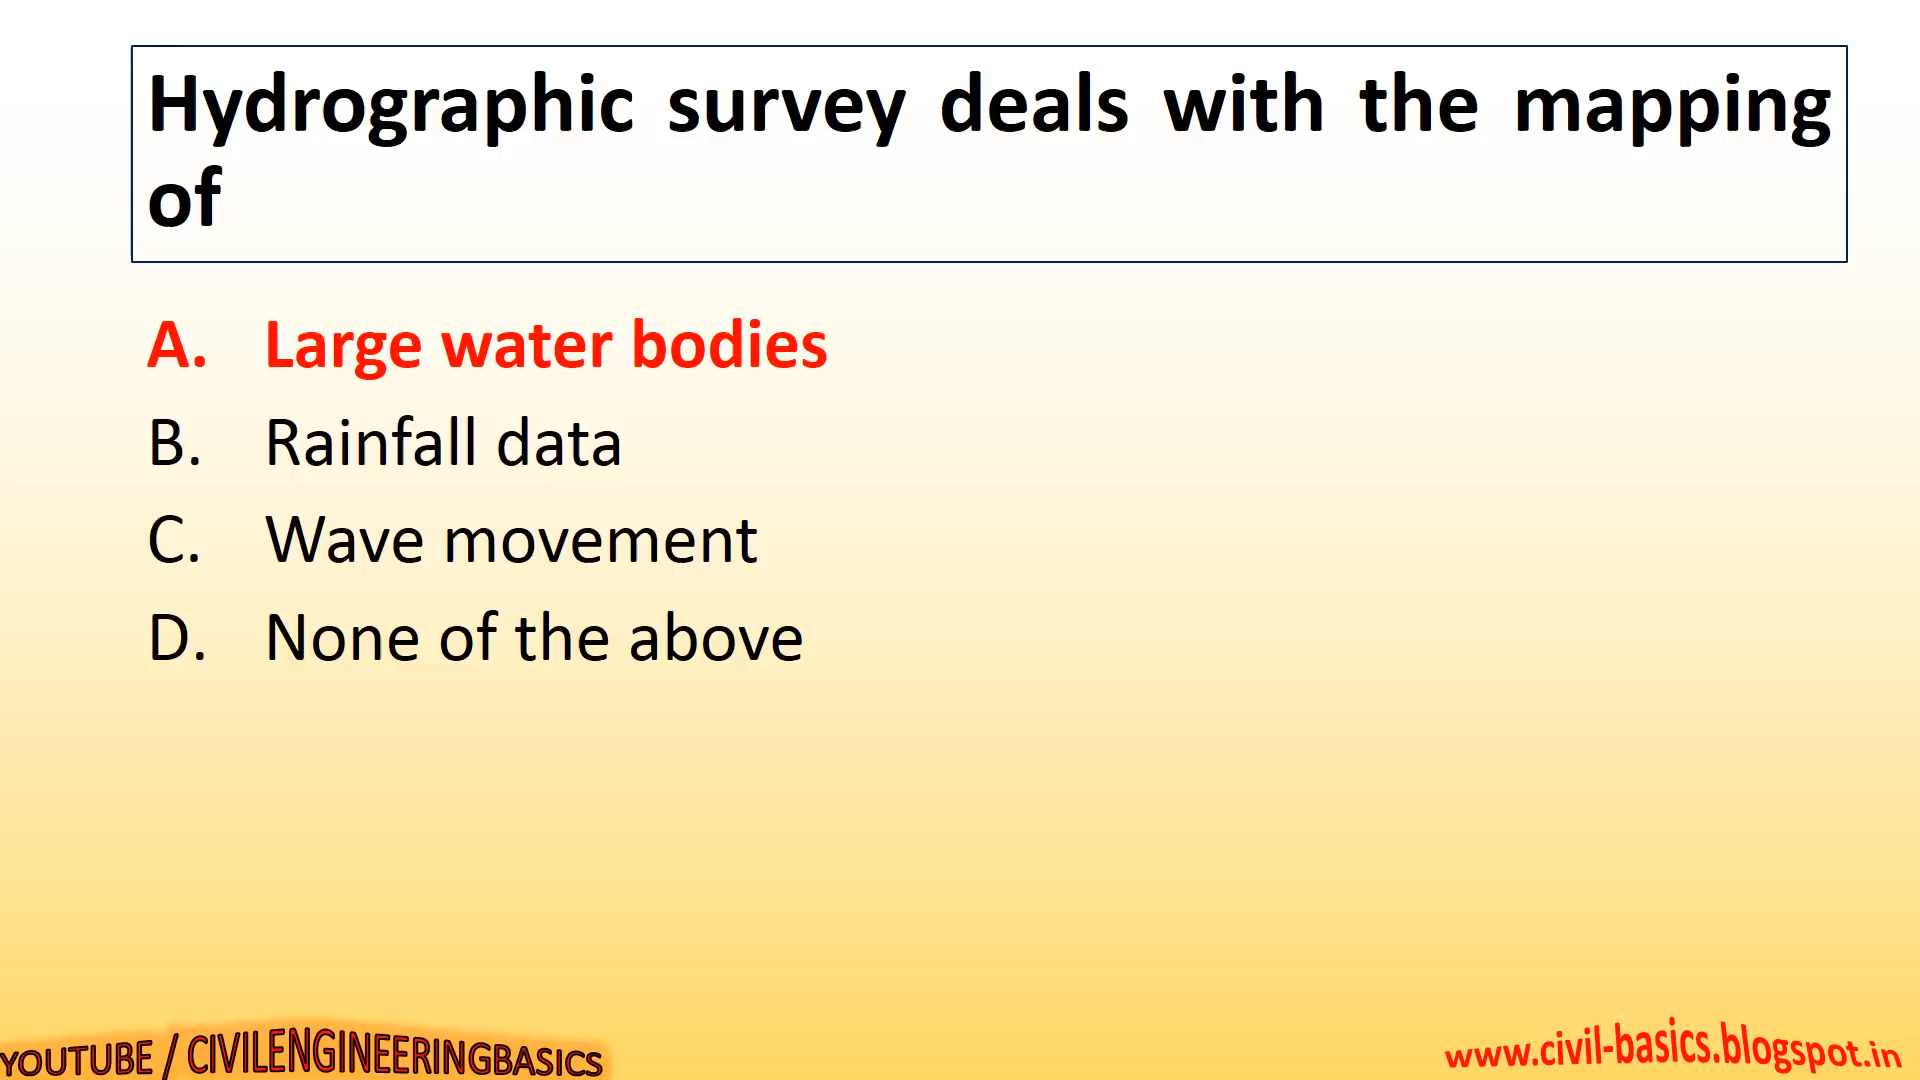 Hydrographic survey deals with the mapping
of
A. Large water bodies
B. Rainfall data
C. Wave movement
D. None of the above
YOUTUBE / CIVILENGINEERINGBASICS
www.civil-basics.blogspot.in